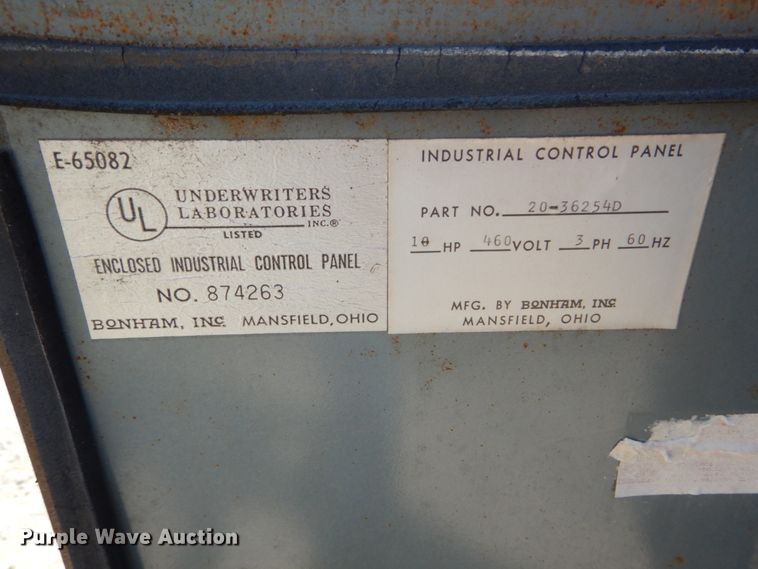 E-65082
UL
UNDERWRITERS
LABORATORIES
INC.®
LISTED
ENCLOSED INDUSTRIAL CONTROL PANEL
NO. 874263
BONHAM, INC. MANSFIELD, OHIO
INDUSTRIAL CONTROL PANEL
PART NO. 20-36254D
10 HP 460 VOLT 3 PH 60 HZ
MFG. BY BONHAM, INC.
MANSFIELD, OHIO
Purple Wave Auction